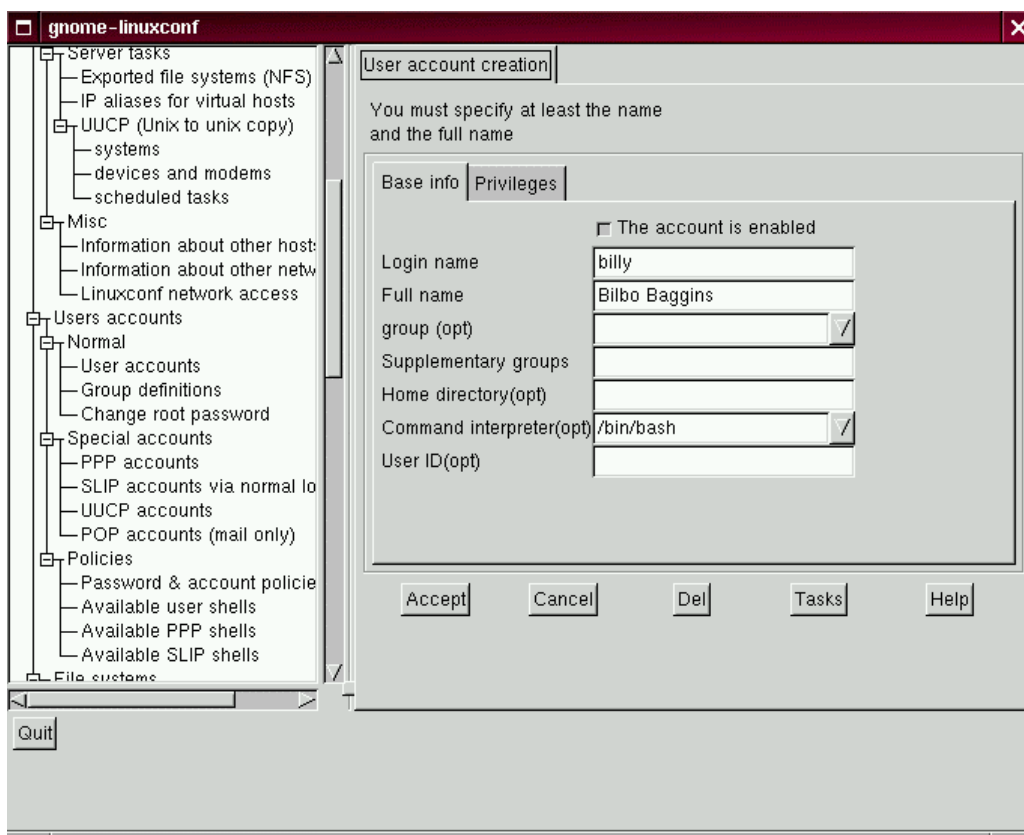 gnome-linuxconf
Server tasks
Exported file systems (NFS)
IP aliases for virtual hosts
UUCP (Unix to unix copy)
systems
devices and modems
scheduled tasks
Misc
Information about other host
Information about other netw
Linuxconf network access
Users accounts
Normal
User accounts
Group definitions
Change root password
Special accounts
PPP accounts
SLIP accounts via normal lo
UUCP accounts
POP accounts (mail only)
Policies
Password & account policie
Available user shells
Available PPP shells
Available SLIP shells
File systems
Quit
User account creation
You must specify at least the name
and the full name
Base info Privileges
The account is enabled
Login name billy
Full name Bilbo Baggins
group (opt)
Supplementary groups
Home directory(opt)
Command interpreter(opt) /bin/bash
User ID(opt)
Accept Cancel Del Tasks Help